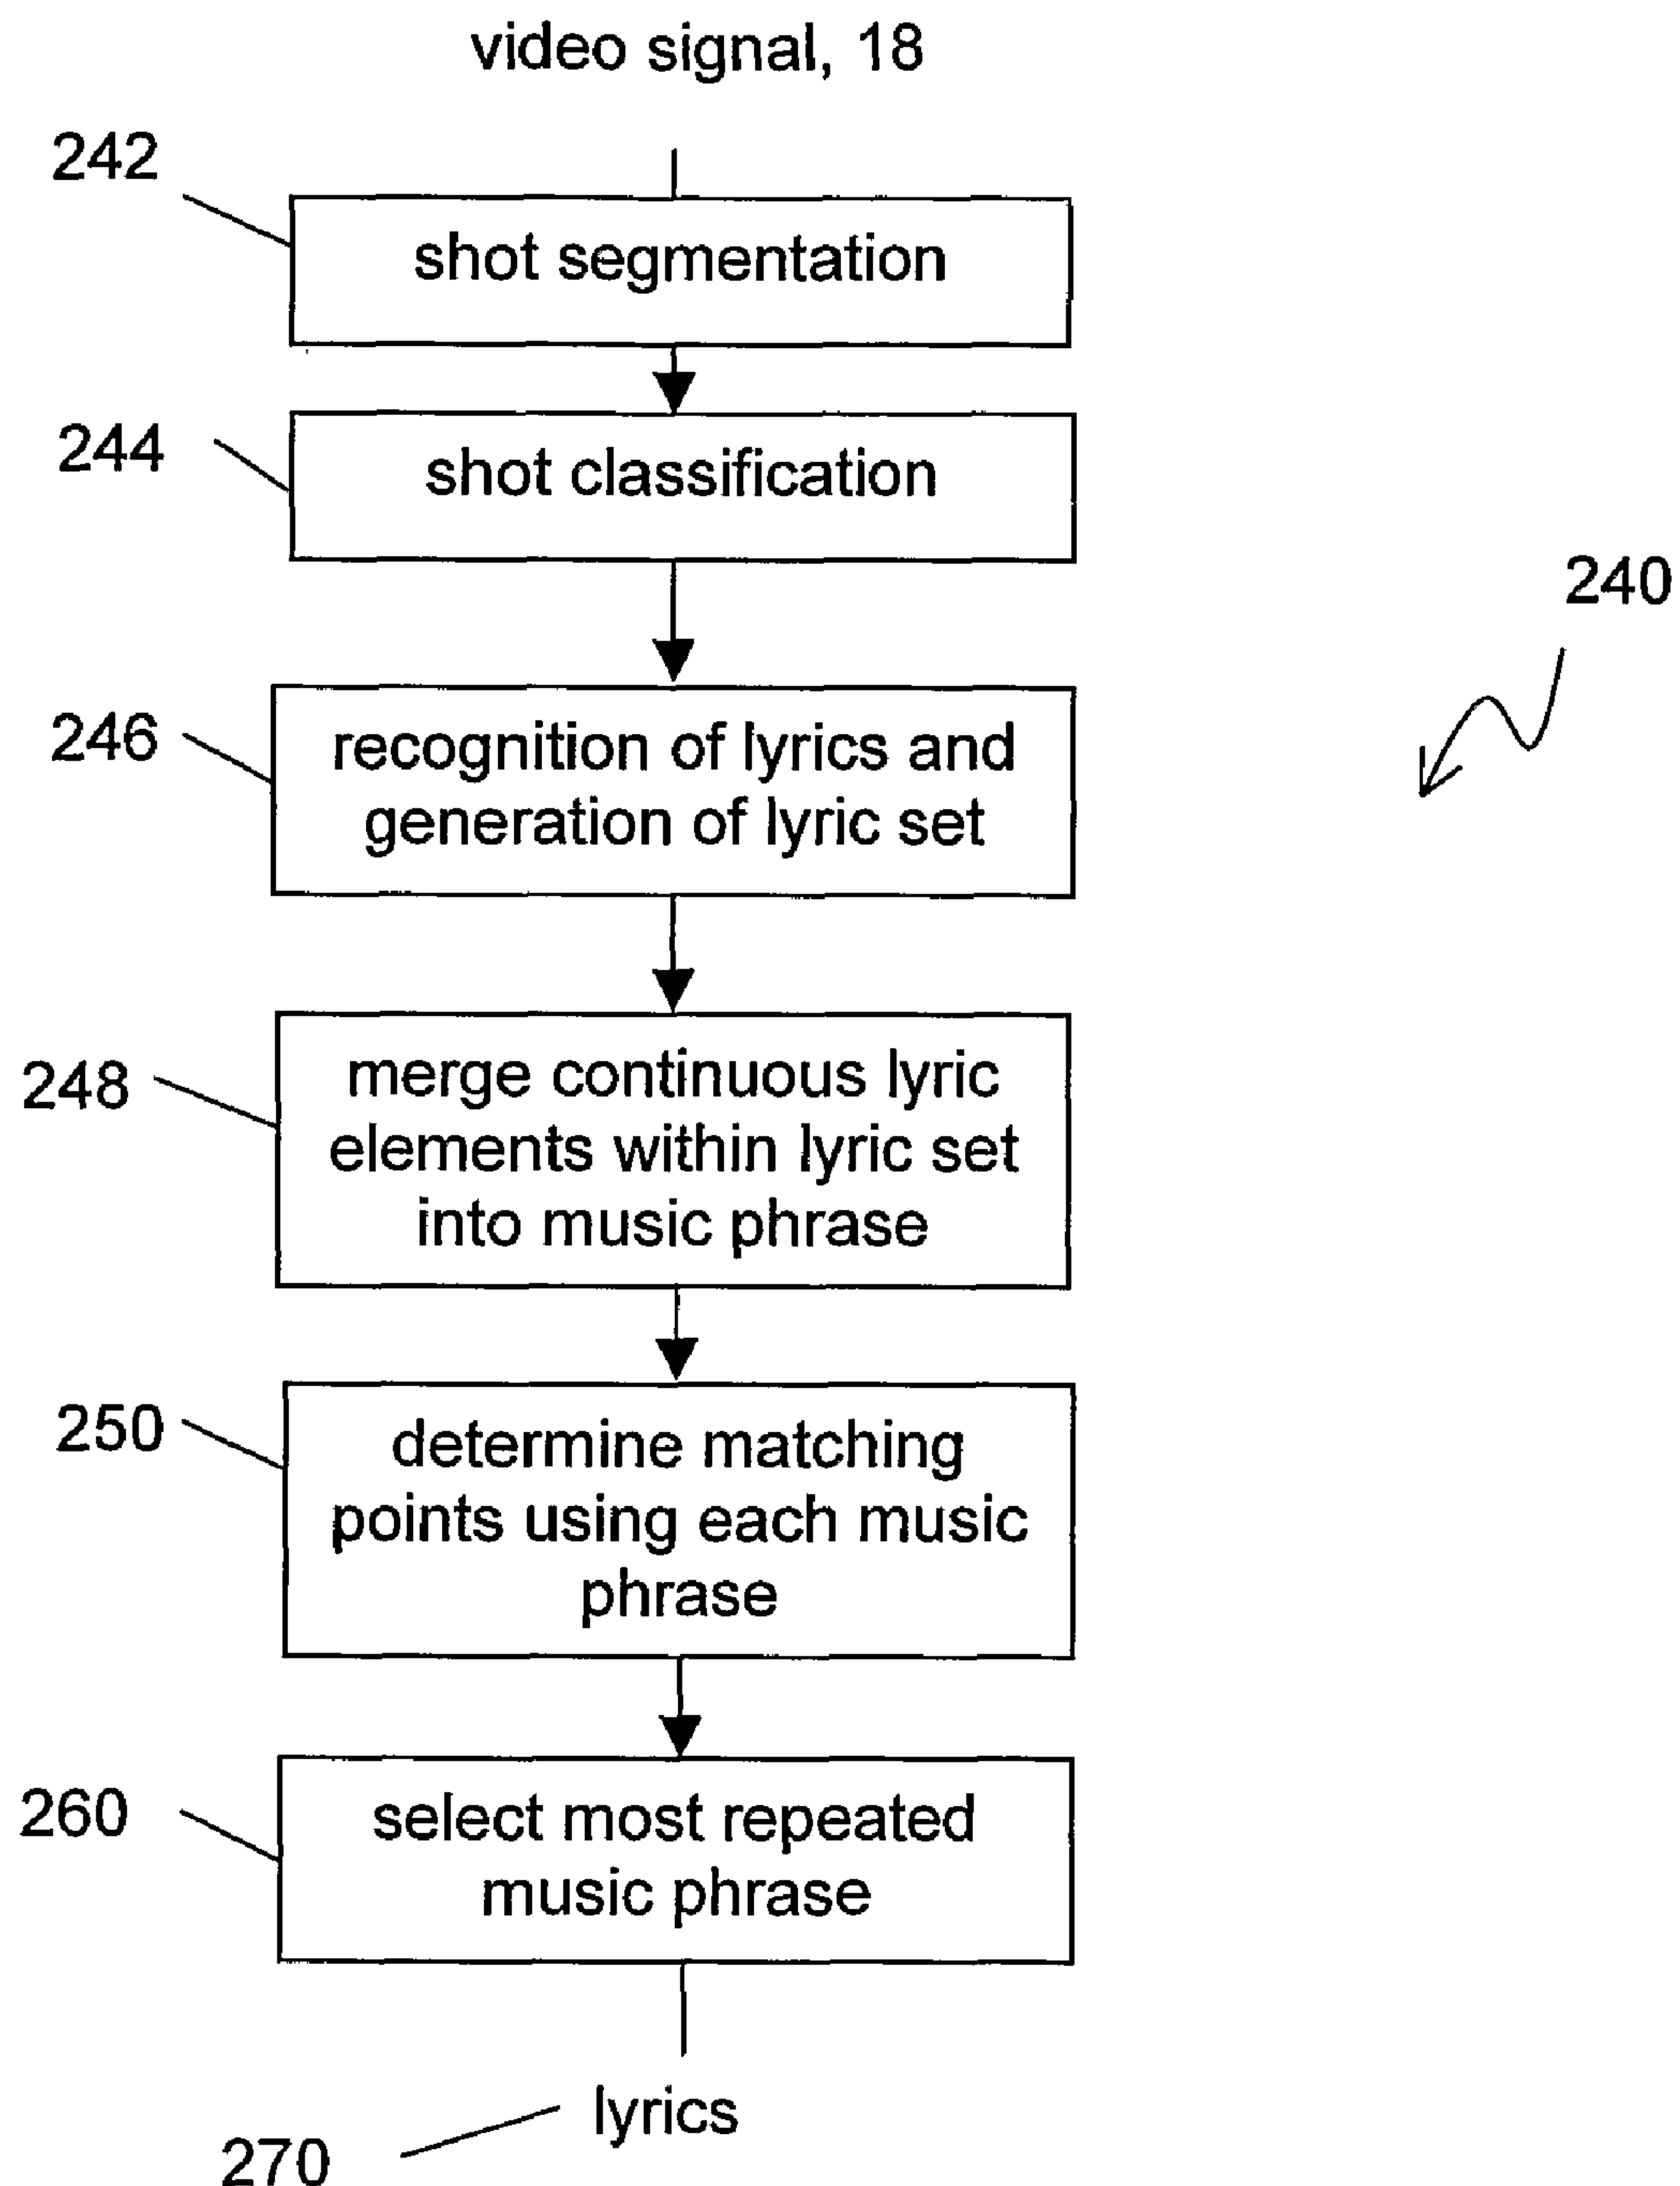 video signal, 18
242
shot segmentation
244
shot classification
240
246
recognition of lyrics and
generation of lyric set
248
merge continuous lyric
elements within lyric set
into music phrase
250
determine matching
points using each music
phrase
260
select most repeated
music phrase
lyrics
270